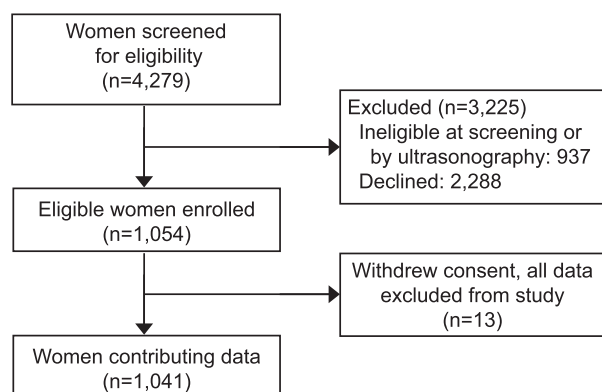 Women screened
for eligibility
(n=4,279)
Excluded (n=3,225)
Ineligible at screening or
by ultrasonography: 937
Declined: 2,288
Eligible women enrolled
(n=1,054)
Withdrew consent, all data
excluded from study
(n=13)
Women contributing data
(n=1,041)